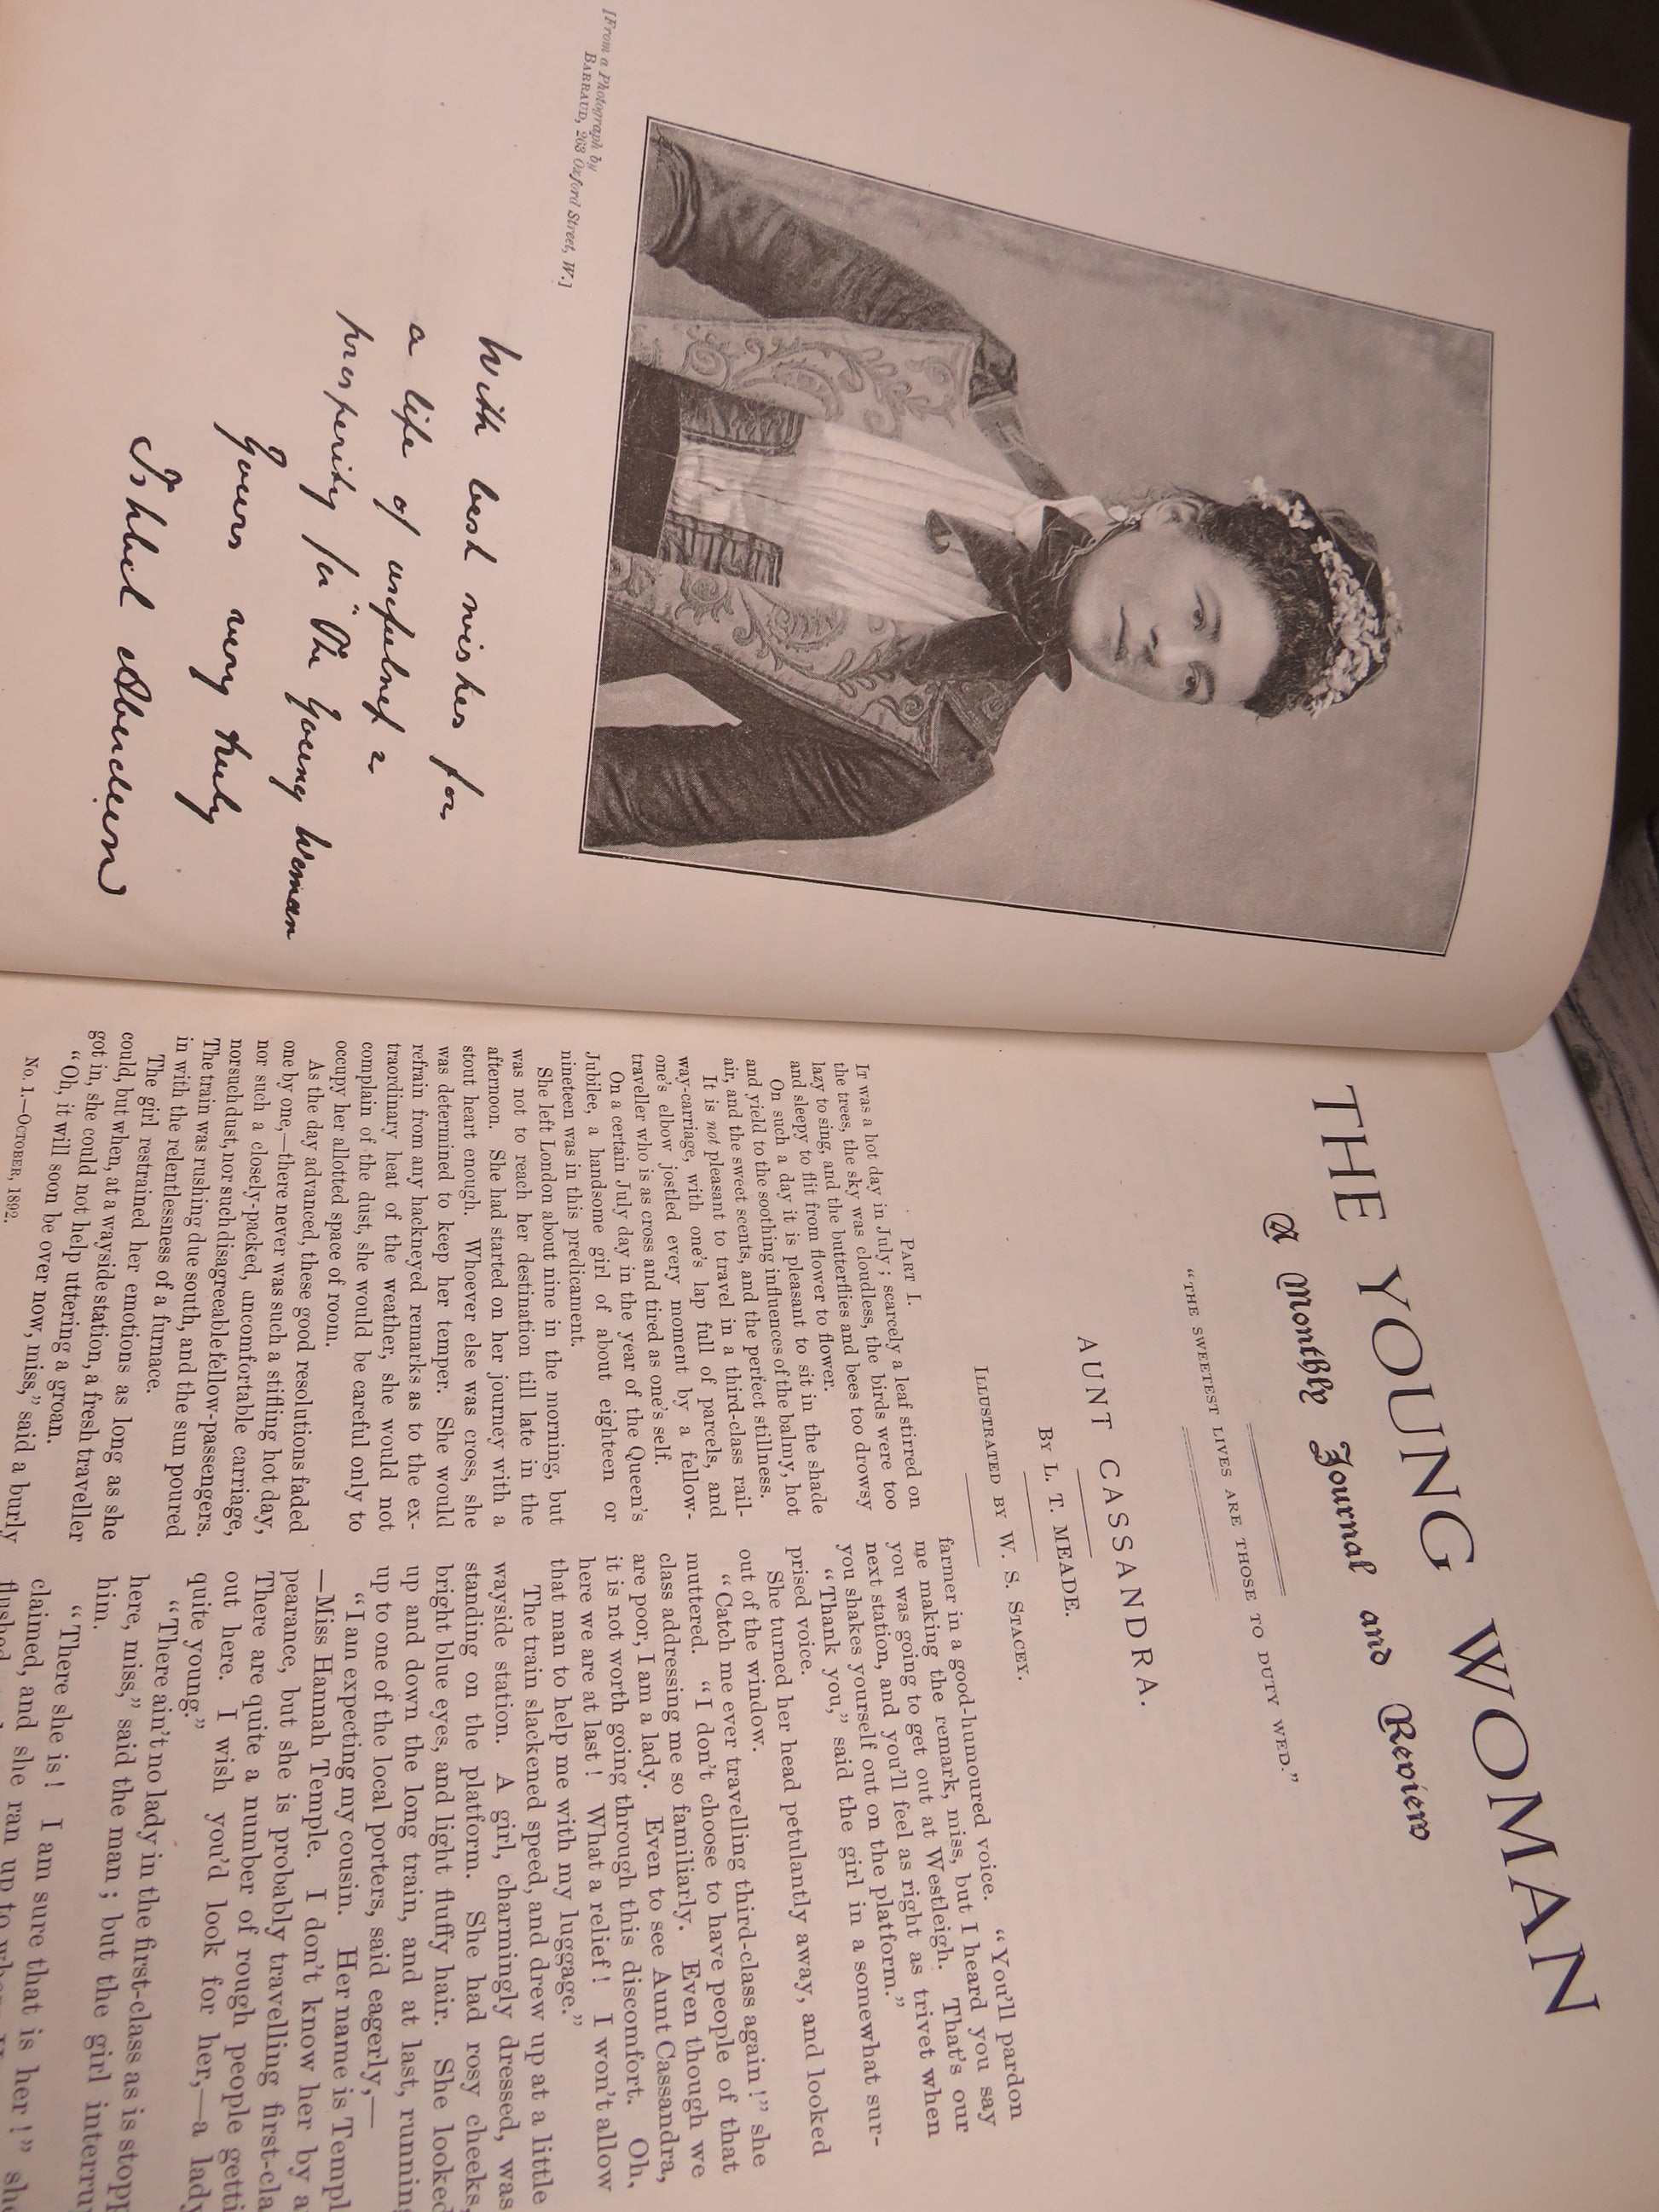 [From a Photograph by
BARRAUD, 263 Oxford Street, W.]
With best wishes for
a life of usefulness &
prosperity for "The Young Woman
Yours very truly
Ishbel Aberdeen
THE YOUNG WOMAN
A Monthly Journal and Review
“THE SWEETEST LIVES ARE THOSE TO DUTY WED.”
AUNT CASSANDRA.
BY L. T. MEADE.
ILLUSTRATED BY W. S. STACEY.
PART I.
IT was a hot day in July; scarcely a leaf stirred on
the trees, the sky was cloudless, the birds were too
lazy to sing, and the butterflies and bees too drowsy
and sleepy to flit from flower to flower.
On such a day it is pleasant to sit in the shade
and yield to the soothing influences of the balmy, hot
air, and the sweet scents, and the perfect stillness.
It is not pleasant to travel in a third-class rail-
way-carriage, with one's lap full of parcels, and
one's elbow jostled every moment by a fellow-
traveller who is as cross and tired as one's self.
On a certain July day in the year of the Queen's
Jubilee, a handsome girl of about eighteen or
nineteen was in this predicament.
She left London about nine in the morning, but
was not to reach her destination till late in the
afternoon. She had started on her journey with a
stout heart enough. Whoever else was cross, she
was determined to keep her temper. She would
refrain from any hackneyed remarks as to the ex-
traordinary heat of the weather, she would not
complain of the dust, she would be careful only to
occupy her allotted space of room.
As the day advanced, these good resolutions faded
one by one,—there never was such a stifling hot day,
nor such a closely-packed, uncomfortable carriage,
nor such dust, nor such disagreeable fellow-passengers.
The train was rushing due south, and the sun poured
in with the relentlessness of a furnace.
The girl restrained her emotions as long as she
could, but when, at a wayside station, a fresh traveller
got in, she could not help uttering a groan.
“Oh, it will soon be over now, miss,” said a burly
No. 1.—OCTOBER, 1892.
farmer in a good-humoured voice. “You'll pardon
me making the remark, miss, but I heard you say
you was going to get out at Westleigh. That's our
next station, and you'll feel as right as trivet when
you shakes yourself out on the platform.”
“Thank you,” said the girl in a somewhat sur-
prised voice.
She turned her head petulantly away, and looked
out of the window.
“Catch me ever travelling third-class again!” she
muttered. “I don't choose to have people of that
class addressing me so familiarly. Even though we
are poor, I am a lady. Even to see Aunt Cassandra,
it is not worth going through this discomfort. Oh,
here we are at last! What a relief! I won't allow
that man to help me with my luggage.”
The train slackened speed, and drew up at a little
wayside station. A girl, charmingly dressed, was
standing on the platform. She had rosy cheeks,
bright blue eyes, and light fluffy hair. She looked
up and down the long train, and at last, running
up to one of the local porters, said eagerly,—
“I am expecting my cousin. Her name is Templ
—Miss Hannah Temple. I don't know her by a
pearance, but she is probably travelling first-cla
There are quite a number of rough people getti
out here. I wish you'd look for her,—a lady
quite young.”
“There ain't no lady in the first-class as is stopp
here, miss,” said the man; but the girl interru
him.
“There she is! I am sure that is her!” she
claimed, and she ran up to